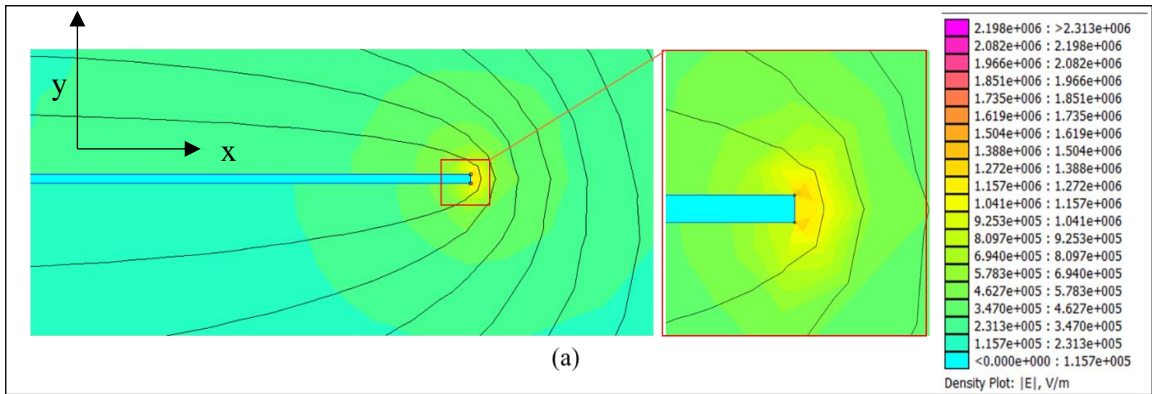 y
x
2.198e+006 : >2.313e+006
2.082e+006 : 2.198e+006
1.966e+006 : 2.082e+006
1.851e+006 : 1.966e+006
1.735e+006 : 1.851e+006
1.619e+006 : 1.735e+006
1.504e+006 : 1.619e+006
1.388e+006 : 1.504e+006
1.272e+006 : 1.388e+006
1.157e+006 : 1.272e+006
1.041e+006 : 1.157e+006
9.253e+005 : 1.041e+006
8.097e+005 : 9.253e+005
6.940e+005 : 8.097e+005
5.783e+005 : 6.940e+005
4.627e+005 : 5.783e+005
3.470e+005 : 4.627e+005
2.313e+005 : 3.470e+005
1.157e+005 : 2.313e+005
<0.000e+000 : 1.157e+005
Density Plot: |E|, V/m
(a)